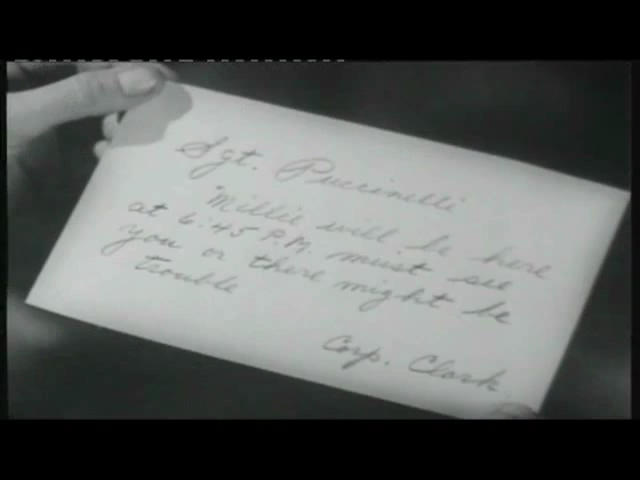 Sgt. Puccinelli
"Millie will be here
at 6:45 P.M. must see
you or there might be
trouble
Corp. Clark.